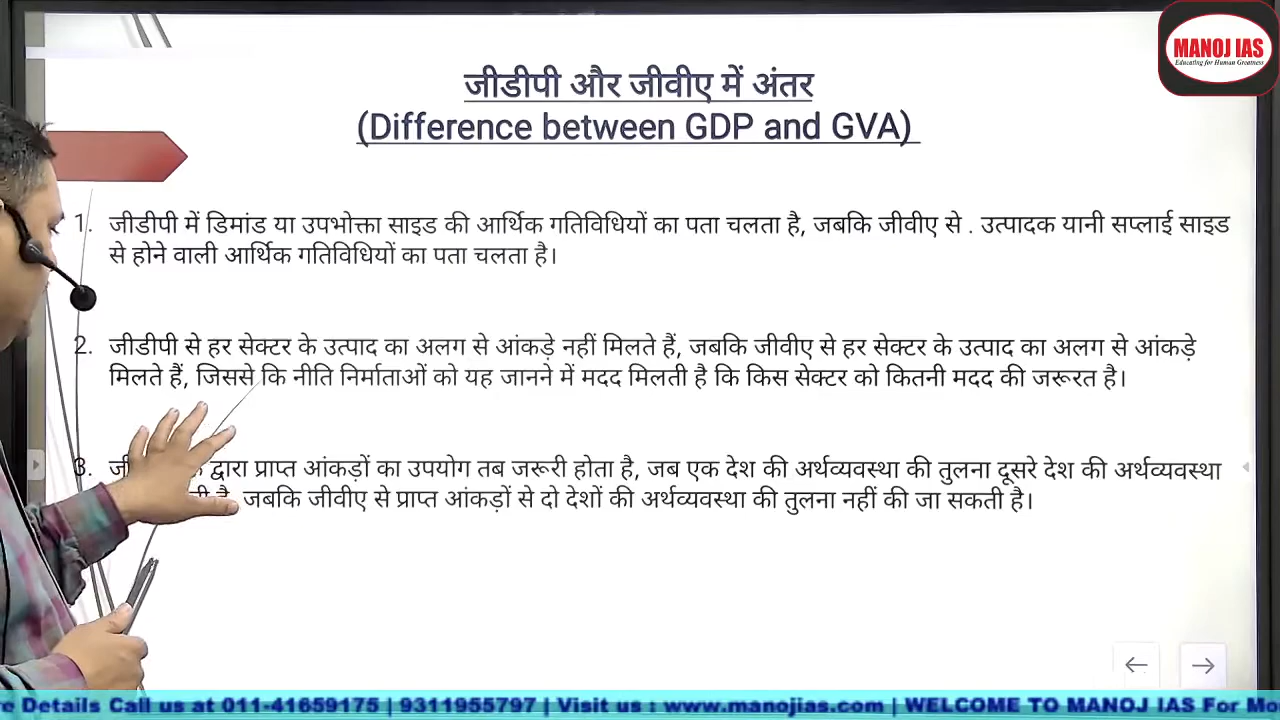 MANOJ IAS
Educating for Human Greatness
जीडीपी और जीवीए में अंतर
(Difference between GDP and GVA)
1. जीडीपी में डिमांड या उपभोक्ता साइड की आर्थिक गतिविधियों का पता चलता है, जबकि जीवीए से . उत्पादक यानी सप्लाई साइड
से होने वाली आर्थिक गतिविधियों का पता चलता है।
2. जीडीपी से हर सेक्टर के उत्पाद का अलग से आंकड़े नहीं मिलते हैं, जबकि जीवीए से हर सेक्टर के उत्पाद का अलग से आंकड़े
मिलते हैं, जिससे कि नीति निर्माताओं को यह जानने में मदद मिलती है कि किस सेक्टर को कितनी मदद की जरूरत है।
3. द्वारा प्राप्त आंकड़ों का उपयोग तब जरूरी होता है, जब एक देश की अर्थव्यवस्था की तुलना दूसरे देश की अर्थव्यवस्था
है, जबकि जीवीए से प्राप्त आंकड़ों से दो देशों की अर्थव्यवस्था की तुलना नहीं की जा सकती है।
Details Call us at 011-41659175 | 9311955797 | Visit us : www.manojias.com | WELCOME TO MANOJ IAS For